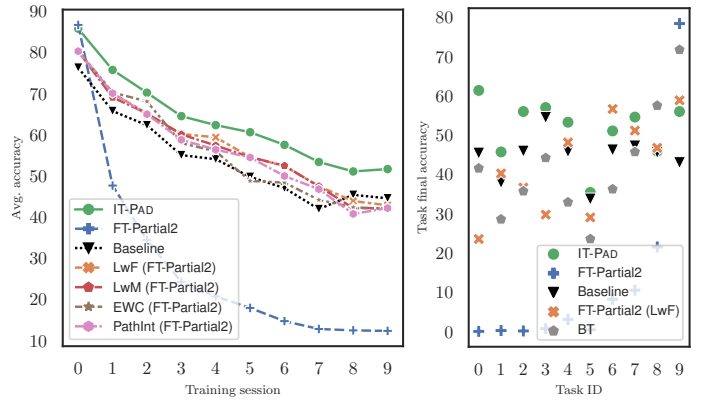 90
80
70
60
50
40
30
20
10
Avg. accuracy
IT-PAD
FT-Partial2
Baseline
LwF (FT-Partial2)
LwM (FT-Partial2)
EWC (FT-Partial2)
PathInt (FT-Partial2)
0 1 2 3 4 5 6 7 8 9
Training session
80
70
60
50
40
30
20
10
0
Task final accuracy
IT-PAD
FT-Partial2
Baseline
FT-Partial2 (LwF)
BT
0 1 2 3 4 5 6 7 8 9
Task ID